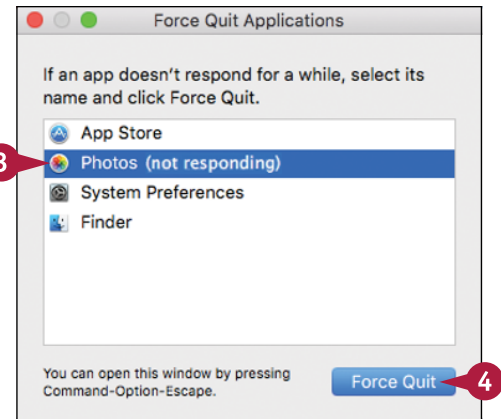 Force Quit Applications
If an app doesn't respond for a while, select its
name and click Force Quit.
App Store
3
Photos (not responding)
System Preferences
Finder
You can open this window by pressing
Command-Option-Escape.
Force Quit
4